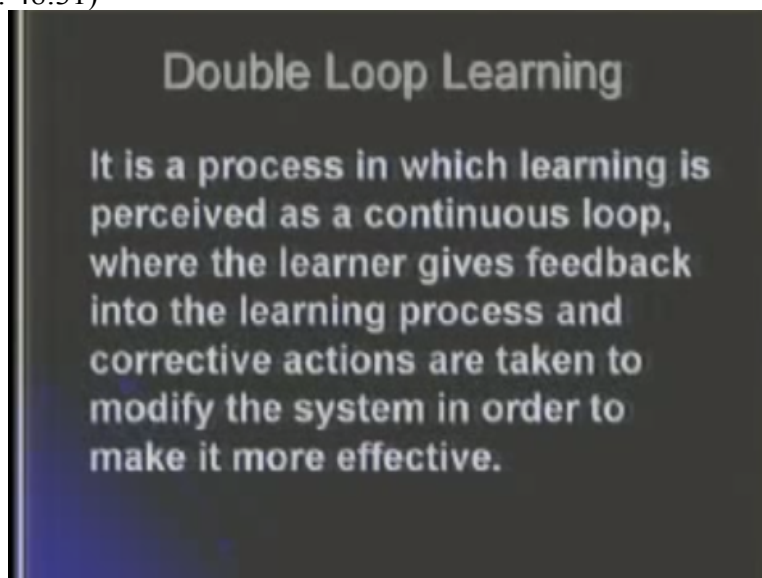 Double Loop Learning
It is a process in which learning is
perceived as a continuous loop,
where the learner gives feedback
into the learning process and
corrective actions are taken to
modify the system in order to
make it more effective.